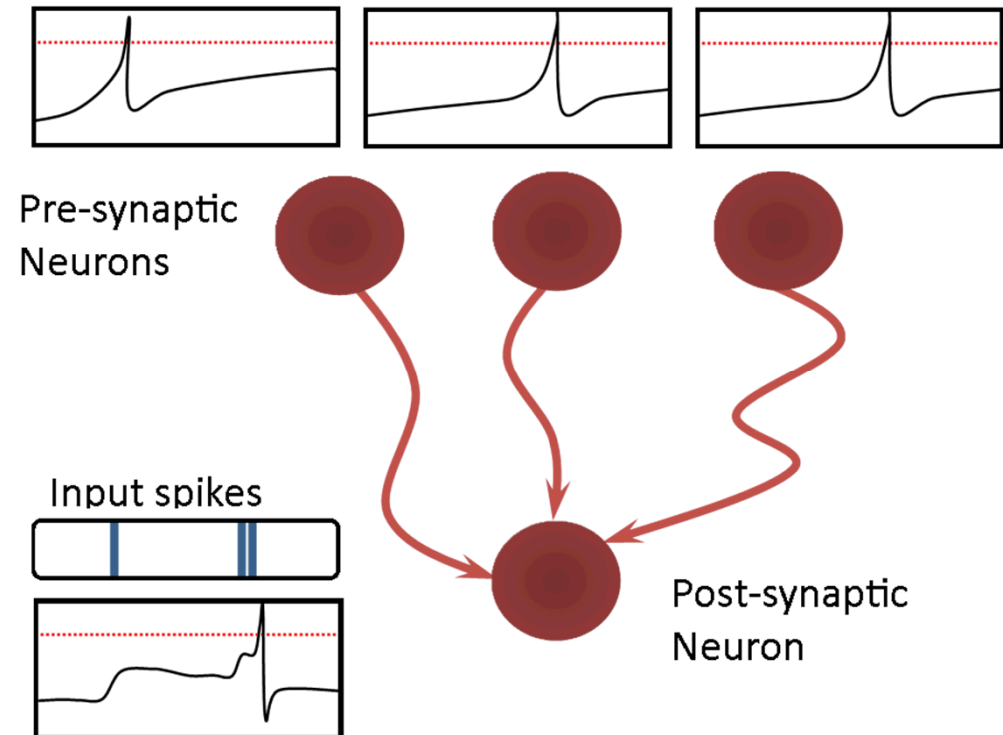 Pre-synaptic
Neurons
Input spikes
Post-synaptic
Neuron